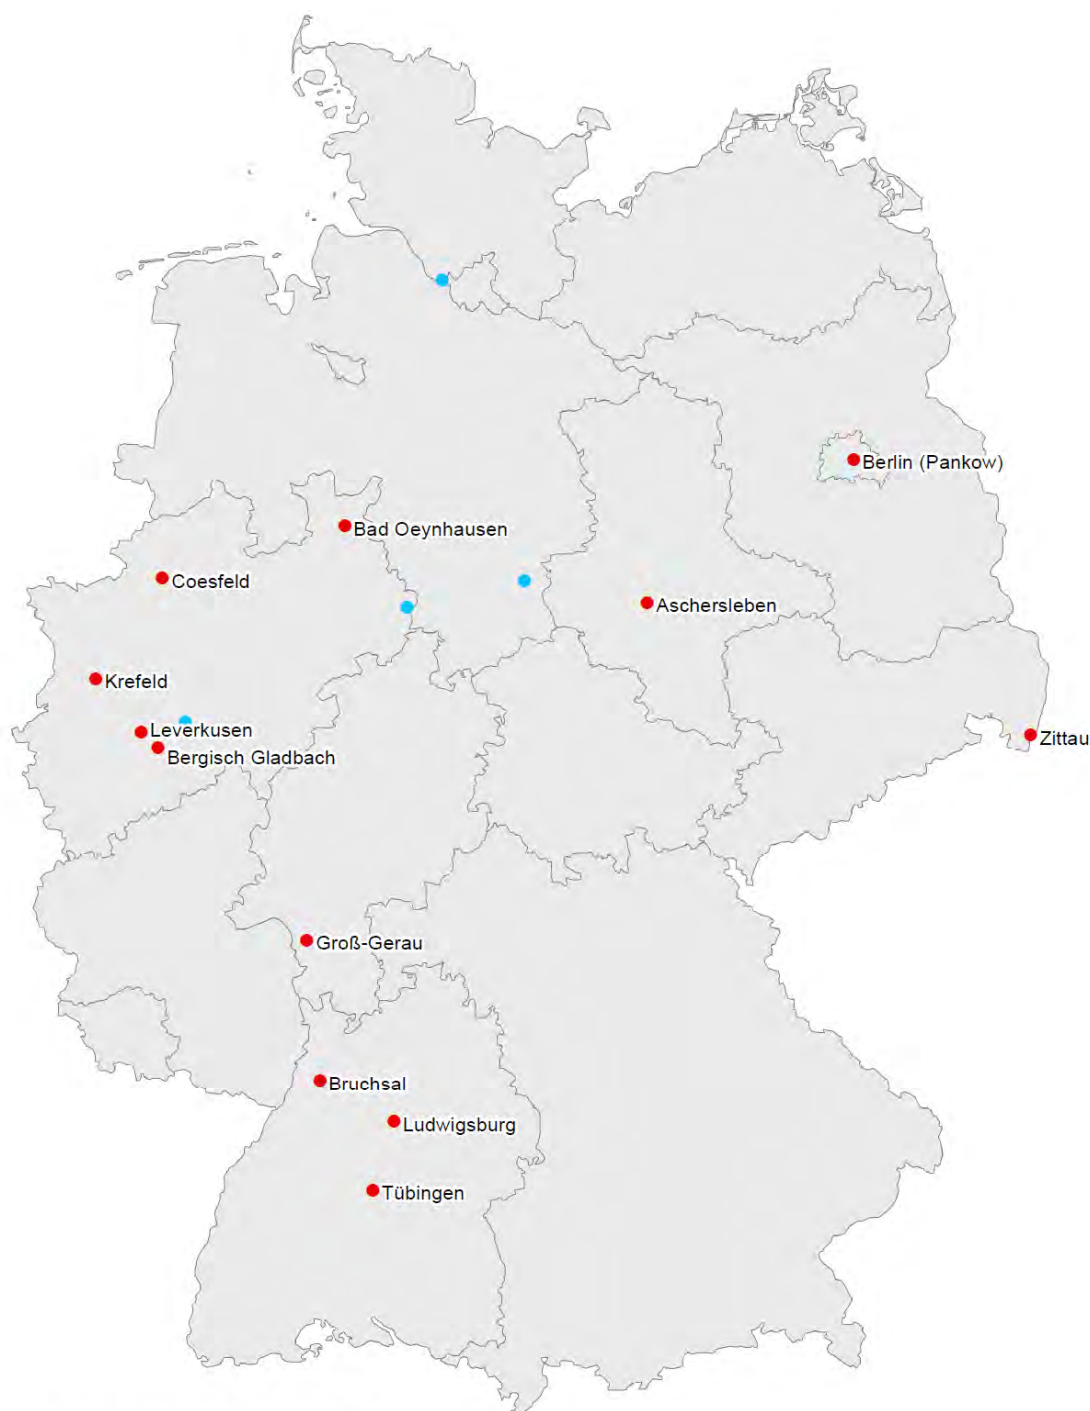 Berlin (Pankow)
Bad Oeynhausen
Coesfeld
Aschersleben
Krefeld
Leverkusen
Zittau
Bergisch Gladbach
Groß-Gerau
Bruchsal
Ludwigsburg
Tübingen